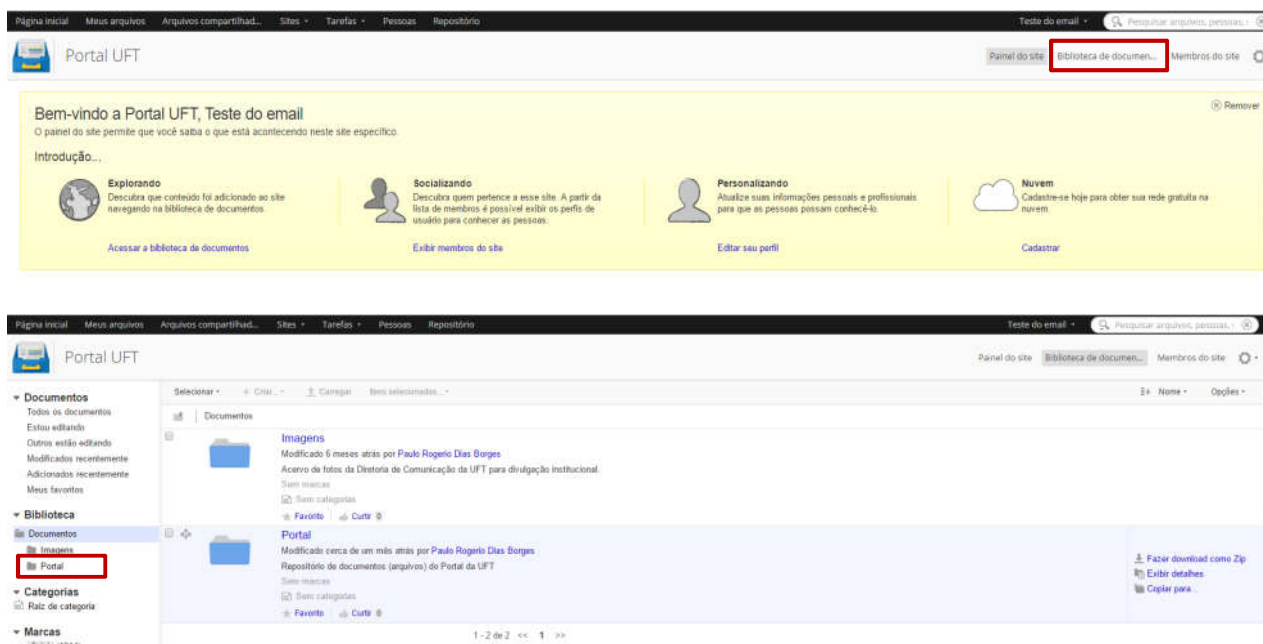 Página inicial Meus arquivos Arquivos compartilhad... Sites Tarefas Pessoas Repositório Teste do email Pesquisar arquivos, pessoas,
Portal UFT Painel do site Biblioteca de documen... Membros do site
Bem-vindo a Portal UFT, Teste do email Remover
O painel do site permite que você saiba o que está acontecendo neste site específico.
Introdução...
Explorando
Descubra que conteúdo foi adicionado ao site
navegando na biblioteca de documentos.
Acessar a biblioteca de documentos
Socializando
Descubra quem pertence a esse site. A partir da
lista de membros é possível exibir os perfis de
usuário para conhecer as pessoas.
Exibir membros do site
Personalizando
Atualize suas informações pessoais e profissionais
para que as pessoas possam conhecê-lo.
Editar seu perfil
Nuvem
Cadastre-se hoje para obter sua rede gratuita na
nuvem.
Cadastrar
Página inicial Meus arquivos Arquivos compartilhad... Sites Tarefas Pessoas Repositório Teste do email Pesquisar arquivos, pessoas,
Portal UFT Painel do site Biblioteca de documen... Membros do site
Documentos
Todos os documentos
Estou editando
Outros estão editando
Modificados recentemente
Adicionados recentemente
Meus favoritos
Biblioteca
Documentos
Imagens
Portal
Categorias
Raiz de categoria
Marcas
Selecionar + Criar... Carregar Itens selecionados... Nome Opções
Documentos
Imagens
Modificado 6 meses atrás por Paulo Rogerio Dias Borges
Acervo de fotos da Diretoria de Comunicação da UFT para divulgação institucional.
Sem marcas
Sem categorias
Favorito Curtir 0
Portal
Modificado cerca de um mês atrás por Paulo Rogerio Dias Borges
Repositório de documentos (arquivos) do Portal da UFT
Sem marcas
Sem categorias
Favorito Curtir 0
Fazer download como Zip
Exibir detalhes
Copiar para...
1 - 2 de 2 << 1 >>